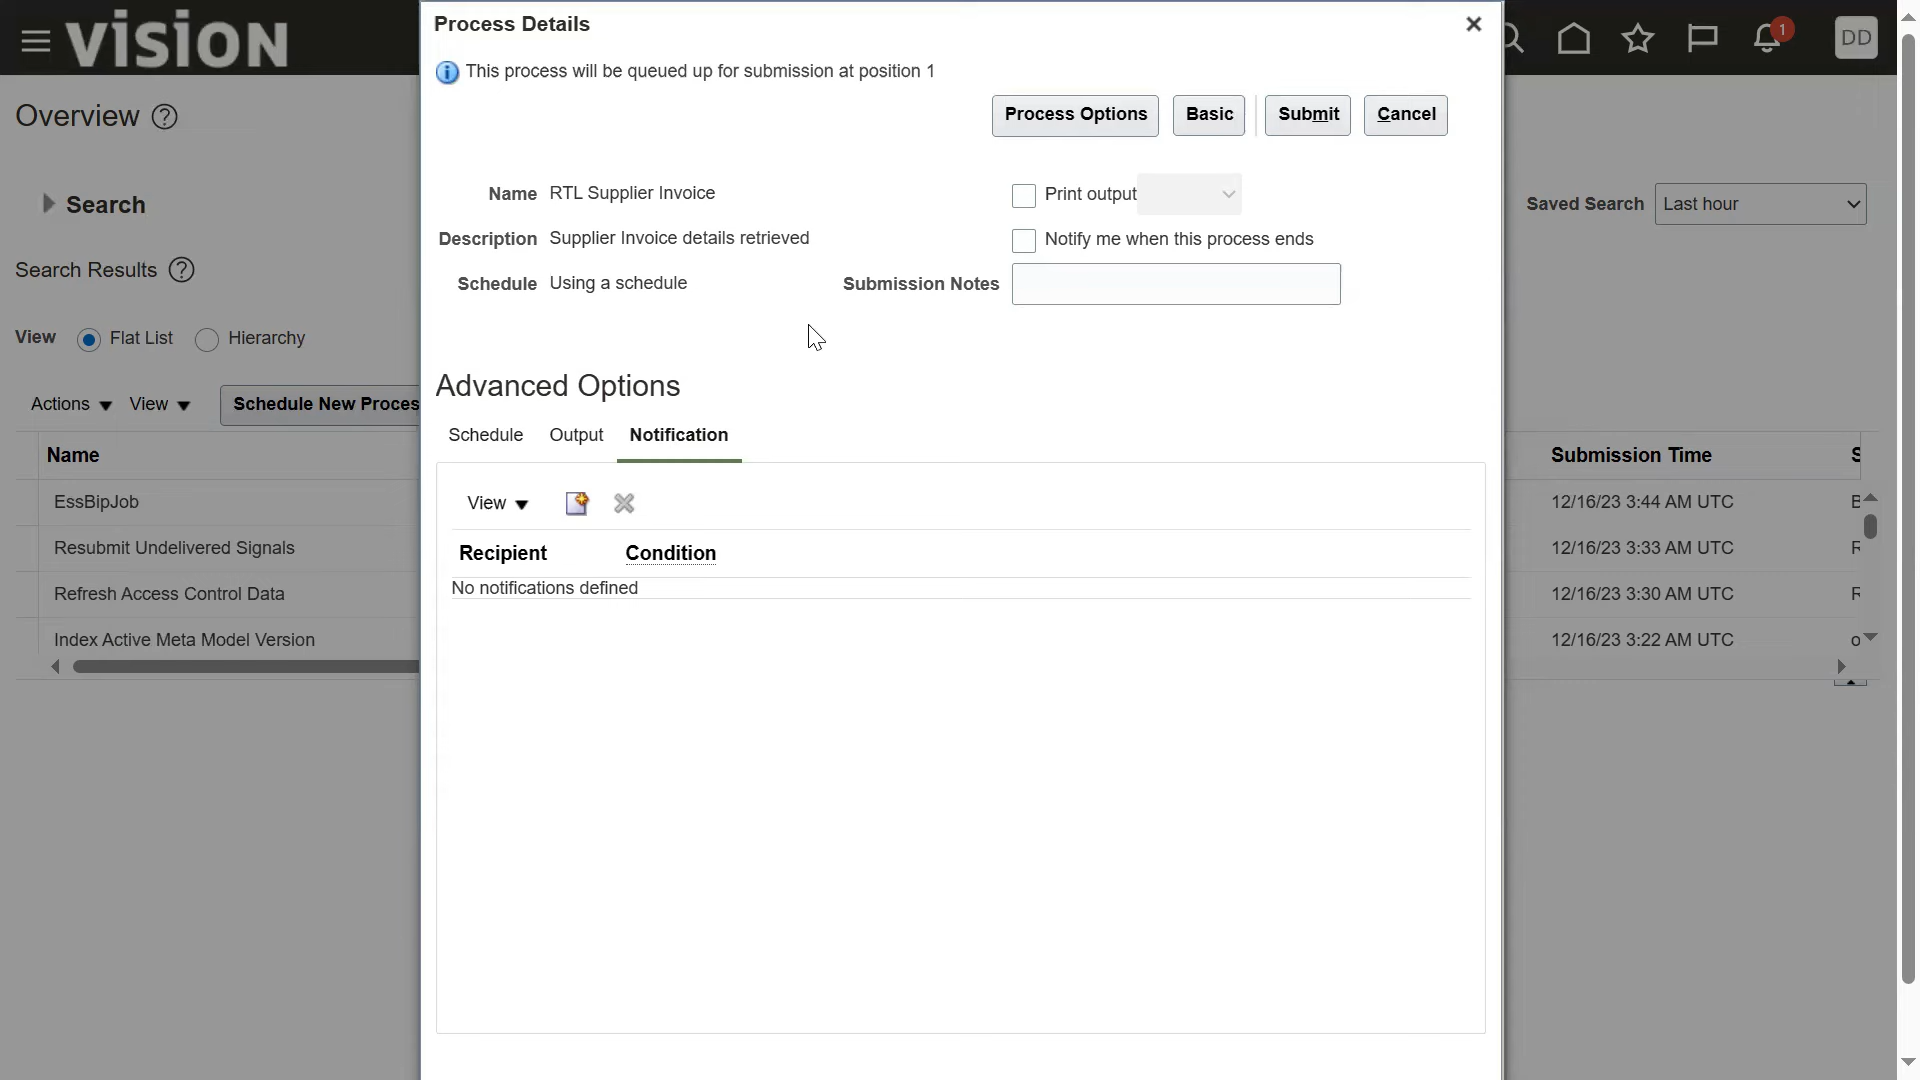 VISION
1
DD
Process Details
This process will be queued up for submission at position 1
Process Options Basic Submit Cancel
Overview
Search
Name RTL Supplier Invoice
Print output
Description Supplier Invoice details retrieved
Notify me when this process ends
Schedule Using a schedule
Submission Notes
Saved Search Last hour
Search Results
View Flat List Hierarchy
Advanced Options
Actions View Schedule New Proces
Schedule Output Notification
Name
Submission Time S
View
EssBipJob
12/16/23 3:44 AM UTC
Recipient Condition
Resubmit Undelivered Signals
12/16/23 3:33 AM UTC
No notifications defined
Refresh Access Control Data
12/16/23 3:30 AM UTC
Index Active Meta Model Version
12/16/23 3:22 AM UTC o